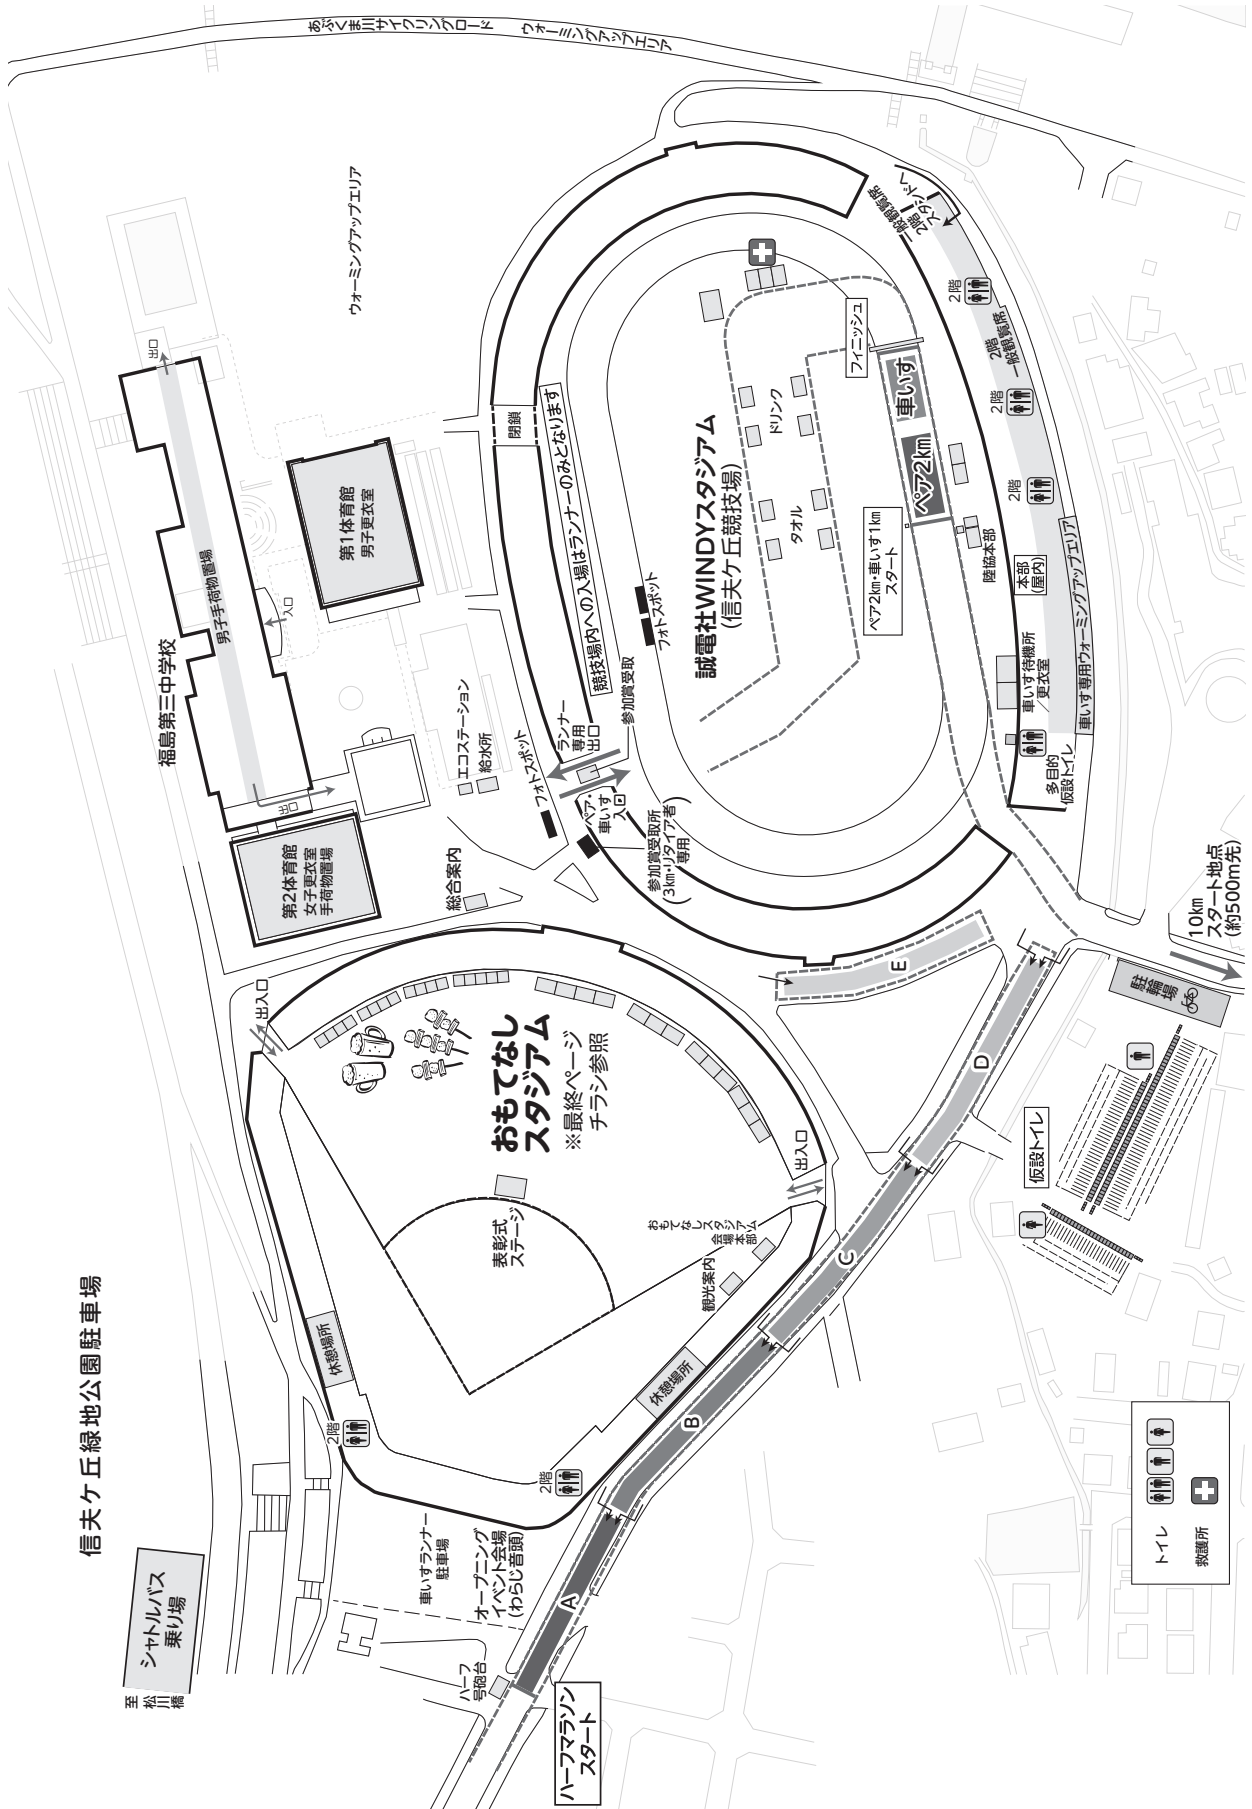 信夫ケ丘緑地公園駐車場
シャトルバス
乗り場
至
松
川
橋
福島第三中学校
男子手荷物置場
出口
入口
出口
第1体育館
男子更衣室
第2体育館
女子更衣室
手荷物置場
ウォーミングアップエリア
あぶくま川サイクリングロード
ウォーミングアップエリア
エコステーション
給水所
総合案内
フォトスポット
ランナー
専用
出口
ペア・
車いす
入口
参加賞受取
参加賞受取所
(3km・リタイア者
専用)
閉鎖
競技場内への入場はランナーのみとなります
フォトスポット
誠電社WINDYスタジアム
(信夫ケ丘競技場)
ドリンク
タオル
フィニッシュ
車いす
ペア2km
ペア2km・車いす1km
スタート
陸協本部
本部
(屋内)
車いす待機所
更衣室
車いす専用ウォーミングアップエリア
多目的
仮設トイレ
2階
2階
2階
2階
一般観覧席
一般観覧席
2階
スタンドへ
出入口
おもてなし
スタジアム
※最終ページ
チラシ参照
表彰式
ステージ
出入口
おもてなしスタジアム
会場本部
観光案内
休憩場所
休憩場所
2階
2階
車いすランナー
駐車場
オープニング
イベント会場
(わらじ音頭)
ハーフ
号砲台
ハーフマラソン
スタート
A
B
C
D
E
10km
スタート地点
(約500m先)
駐
輪
場
仮設トイレ
トイレ
救護所